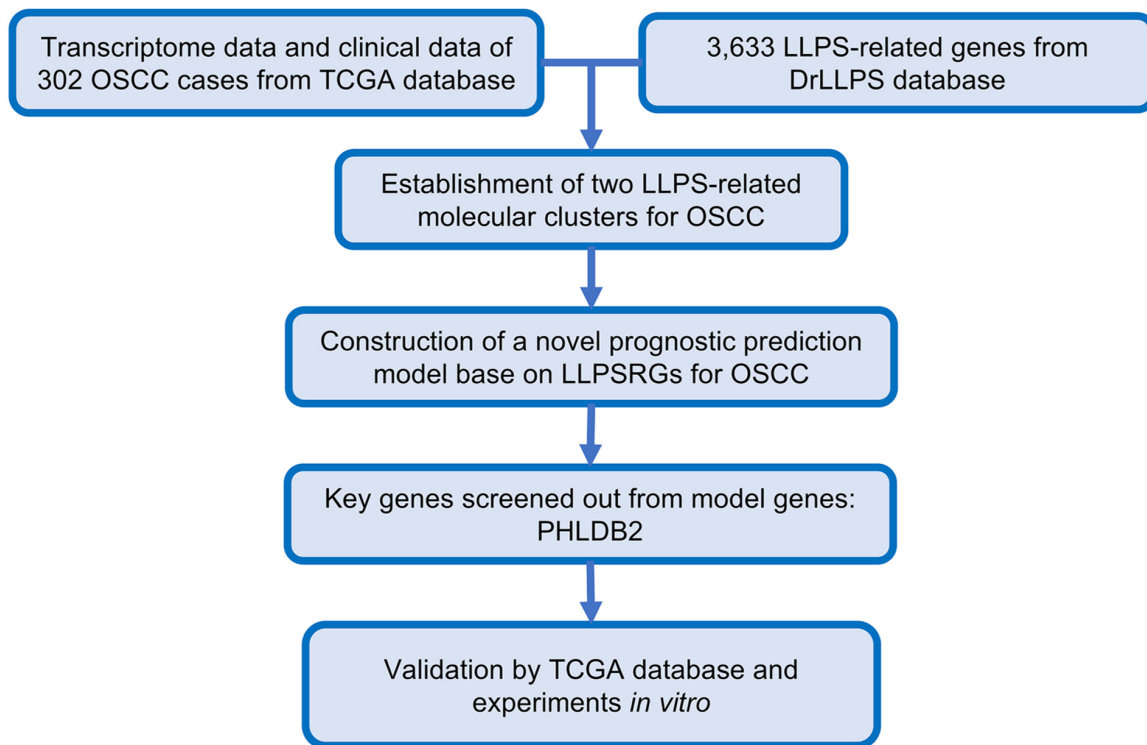 Transcriptome data and clinical data of
302 OSCC cases from TCGA database
3,633 LLPS-related genes from
DrLLPS database
Establishment of two LLPS-related
molecular clusters for OSCC
Construction of a novel prognostic prediction
model base on LLPSRGs for OSCC
Key genes screened out from model genes:
PHLDB2
Validation by TCGA database and
experiments in vitro